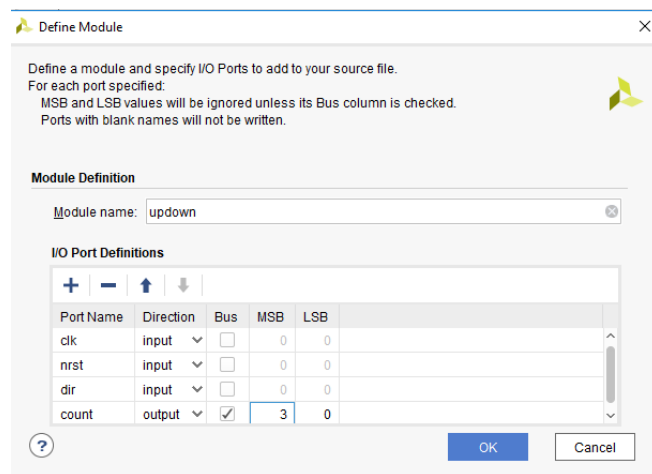 Define Module
Define a module and specify I/O Ports to add to your source file.
For each port specified:
MSB and LSB values will be ignored unless its Bus column is checked.
Ports with blank names will not be written.
Module Definition
Module name: updown
I/O Port Definitions
Port Name Direction Bus MSB LSB
clk input 0 0
nrst input 0 0
dir input 0 0
count output 3 0
? OK Cancel